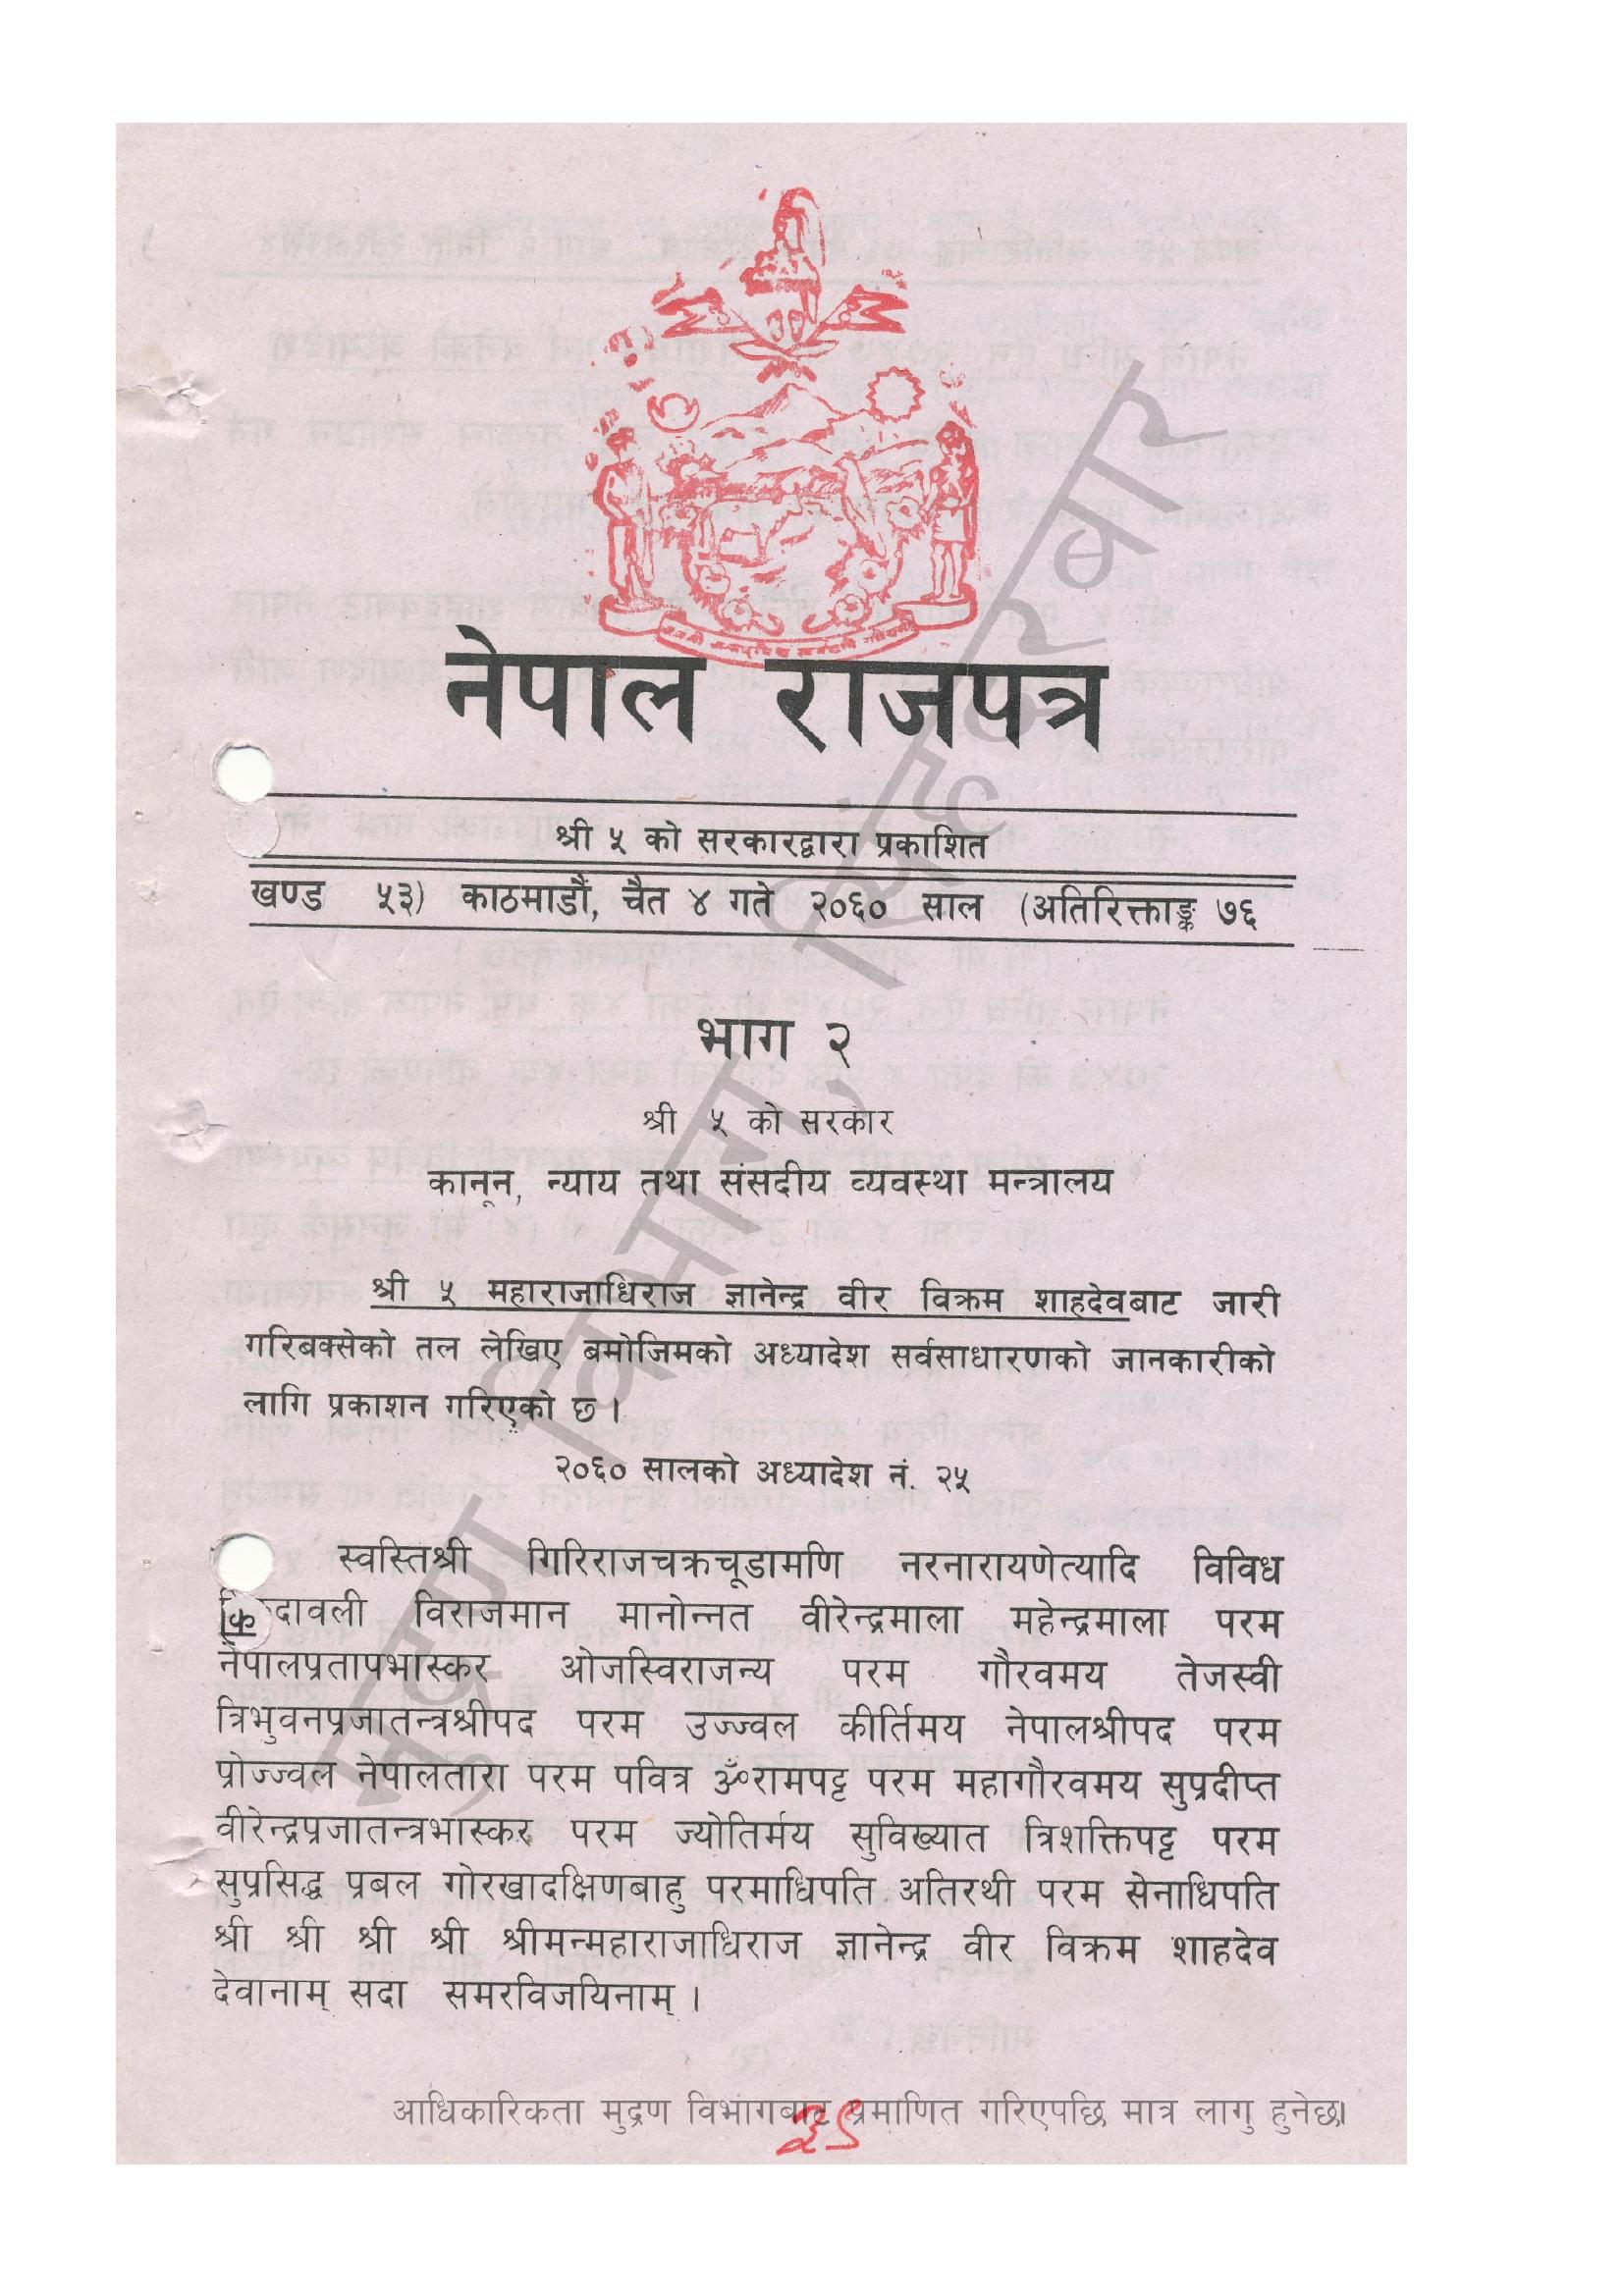 नेपाल राजपत्र
श्री ५ को सरकारद्वारा प्रकाशित
खण्ड ५३) काठमाडौं, चैत ४ गते २०६० साल (अतिरिक्ताङ्क ७६
भाग २
श्री ५ को सरकार
कानून, न्याय तथा संसदीय व्यवस्था मन्त्रालय
श्री ५ महाराजाधिराज ज्ञानेन्द्र वीर विक्रम शाहदेवबाट जारी
गरिबक्सेको तल लेखिए बमोजिमको अध्यादेश सर्वसाधारणको जानकारीको
लागि प्रकाशन गरिएको छ ।
२०६० सालको अध्यादेश नं. २५
स्वस्तिश्री गिरिराजचक्रचूडामणि नरनारायणेत्यादि विविध
विराजमान मानोन्नत वीरेन्द्रमाला महेन्द्रमाला परम
नेपालप्रतापभास्कर ओजस्विराजन्य परम गौरवमय तेजस्वी
त्रिभुवनप्रजातन्त्रश्रीपद परम उज्ज्वल कीर्तिमय नेपालश्रीपद परम
प्रोज्ज्वल नेपालतारा परम पवित्र ॐरामपट्ट परम महागौरवमय सुप्रदीप्त
वीरेन्द्रप्रजातन्त्रभास्कर परम ज्योतिर्मय सुविख्यात त्रिशक्तिपट्ट परम
सुप्रसिद्ध प्रबल गोरखादक्षिणबाहु परमाधिपति अतिरथी परम सेनाधिपति
श्री श्री श्री श्री श्रीमन्महाराजाधिराज ज्ञानेन्द्र वीर विक्रम शाहदेव
देवानाम् सदा समरविजयिनाम् ।
मुद्रण विभाग, सिंहदरबार
आधिकारिकता मुद्रण विभागबाट प्रमाणित गरिएपछि मात्र लागु हुनेछ।